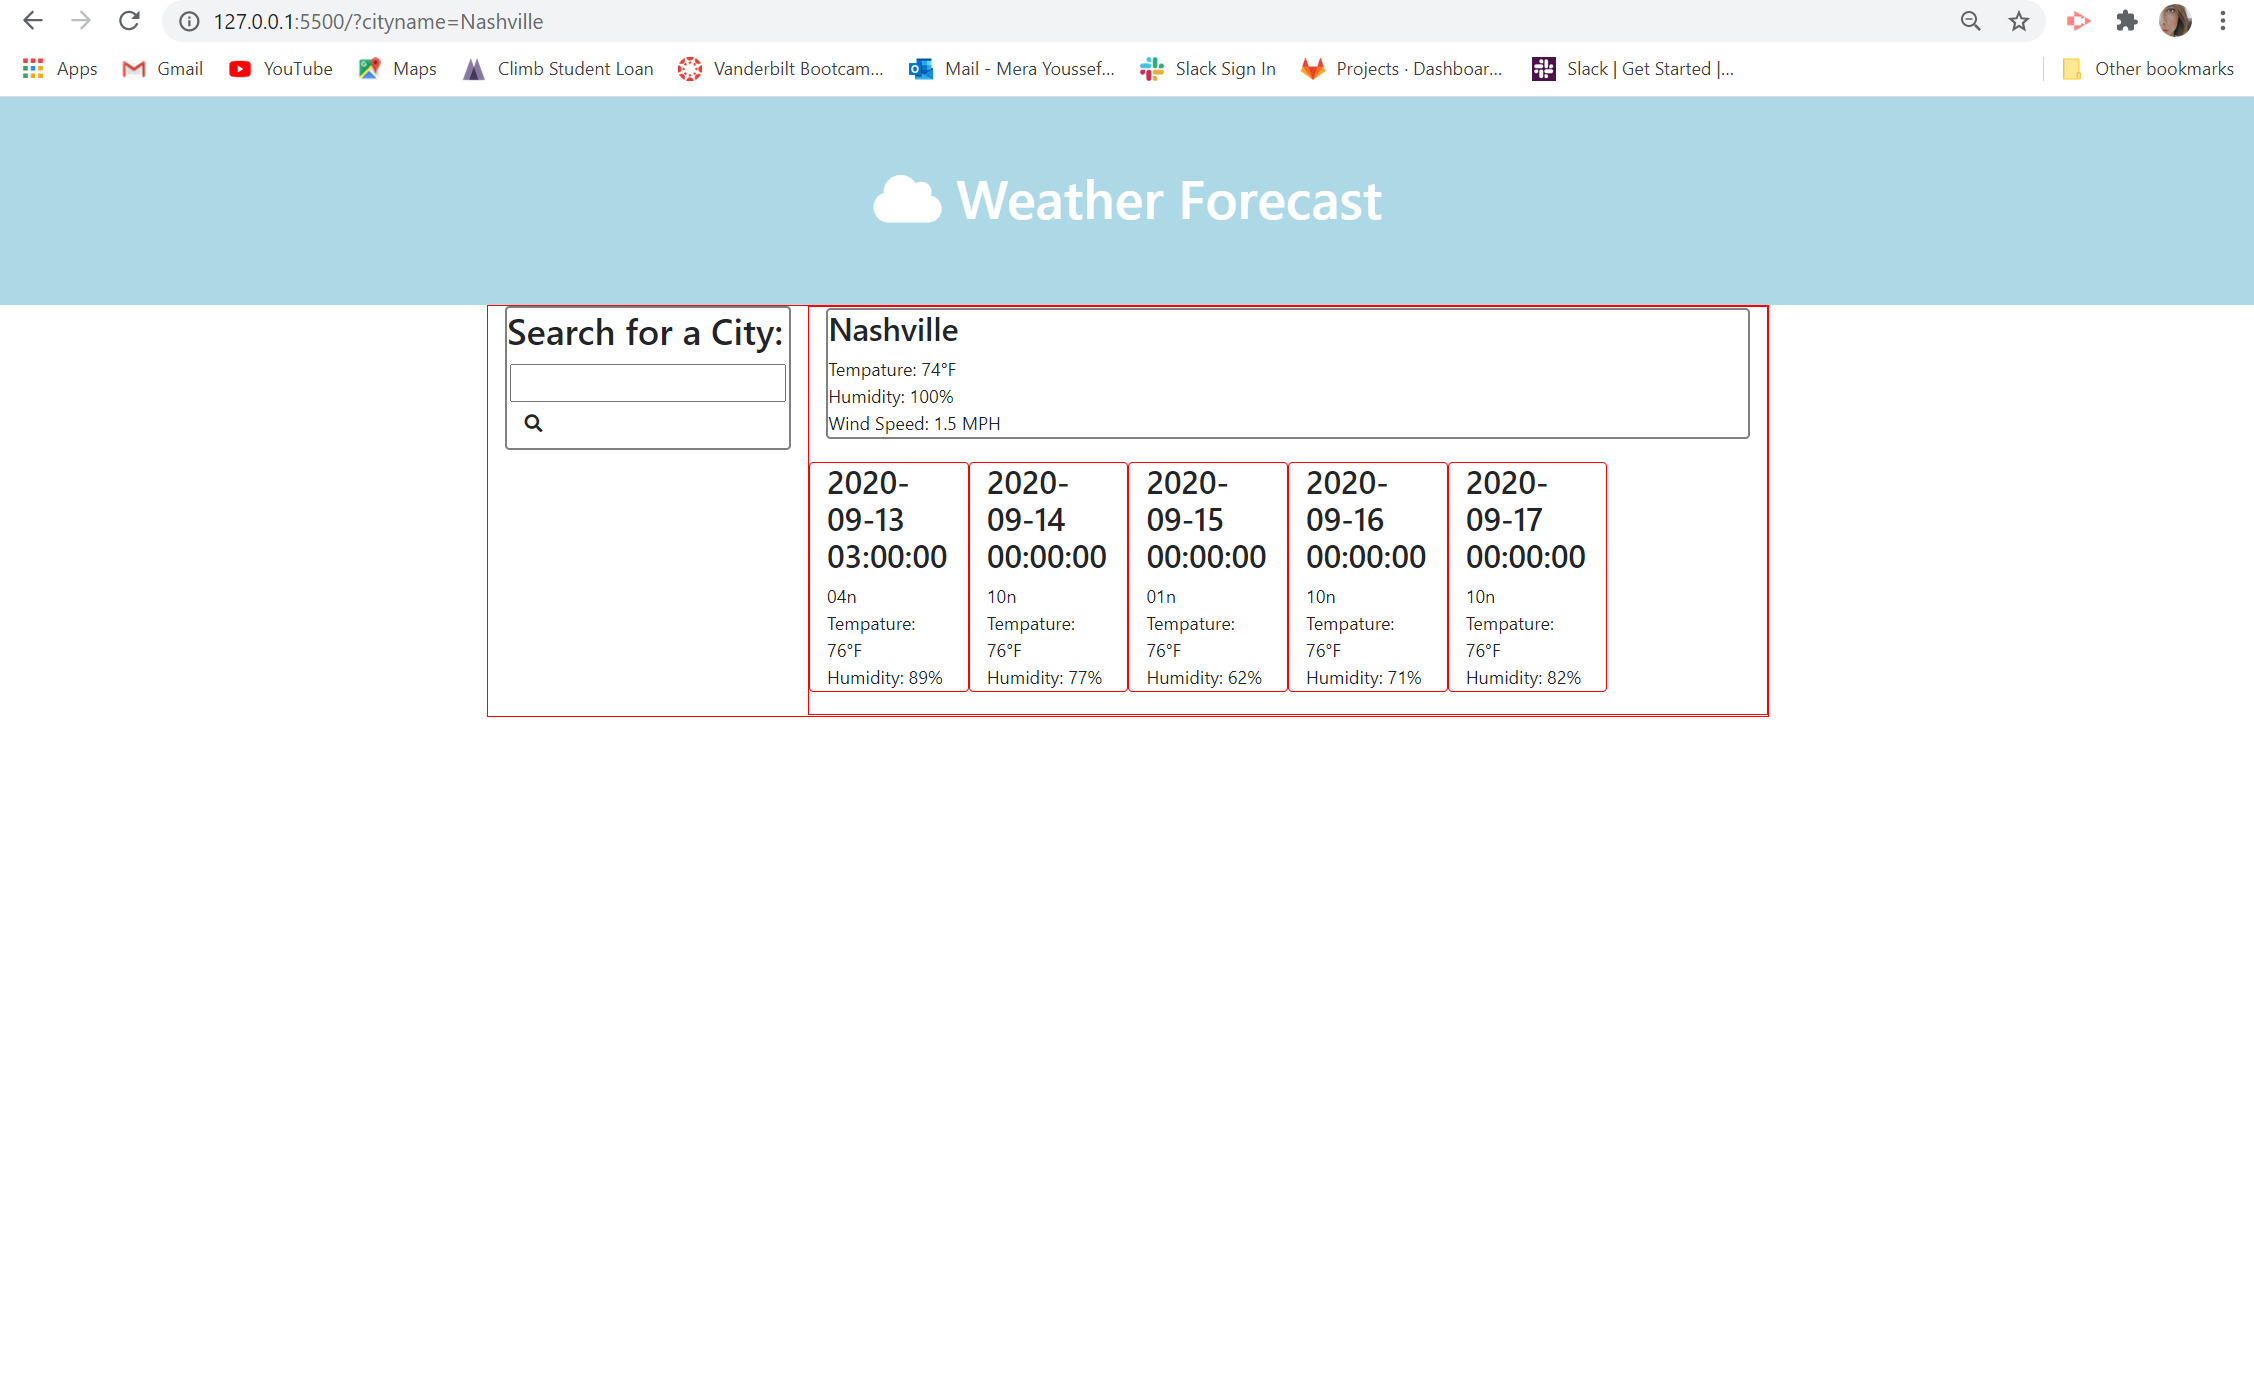 127.0.0.1:5500/?cityname=Nashville
Apps Gmail YouTube Maps Climb Student Loan Vanderbilt Bootcam... Mail - Mera Youssef... Slack Sign In Projects · Dashboar... Slack | Get Started |... Other bookmarks
Weather Forecast
Search for a City:
Nashville
Tempature: 74°F
Humidity: 100%
Wind Speed: 1.5 MPH
2020-
09-13
03:00:00
04n
Tempature:
76°F
Humidity: 89%
2020-
09-14
00:00:00
10n
Tempature:
76°F
Humidity: 77%
2020-
09-15
00:00:00
01n
Tempature:
76°F
Humidity: 62%
2020-
09-16
00:00:00
10n
Tempature:
76°F
Humidity: 71%
2020-
09-17
00:00:00
10n
Tempature:
76°F
Humidity: 82%